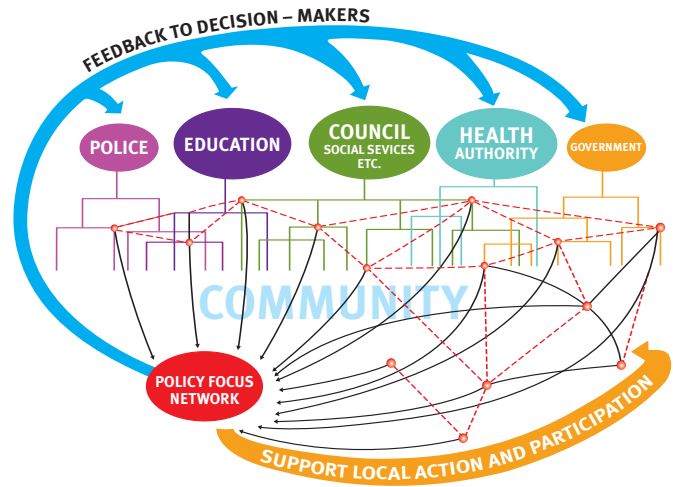 FEEDBACK TO DECISION – MAKERS
POLICE
EDUCATION
COUNCIL
SOCIAL SEVICES
ETC.
HEALTH
AUTHORITY
GOVERNMENT
COMMUNITY
POLICY FOCUS
NETWORK
SUPPORT LOCAL ACTION AND PARTICIPATION